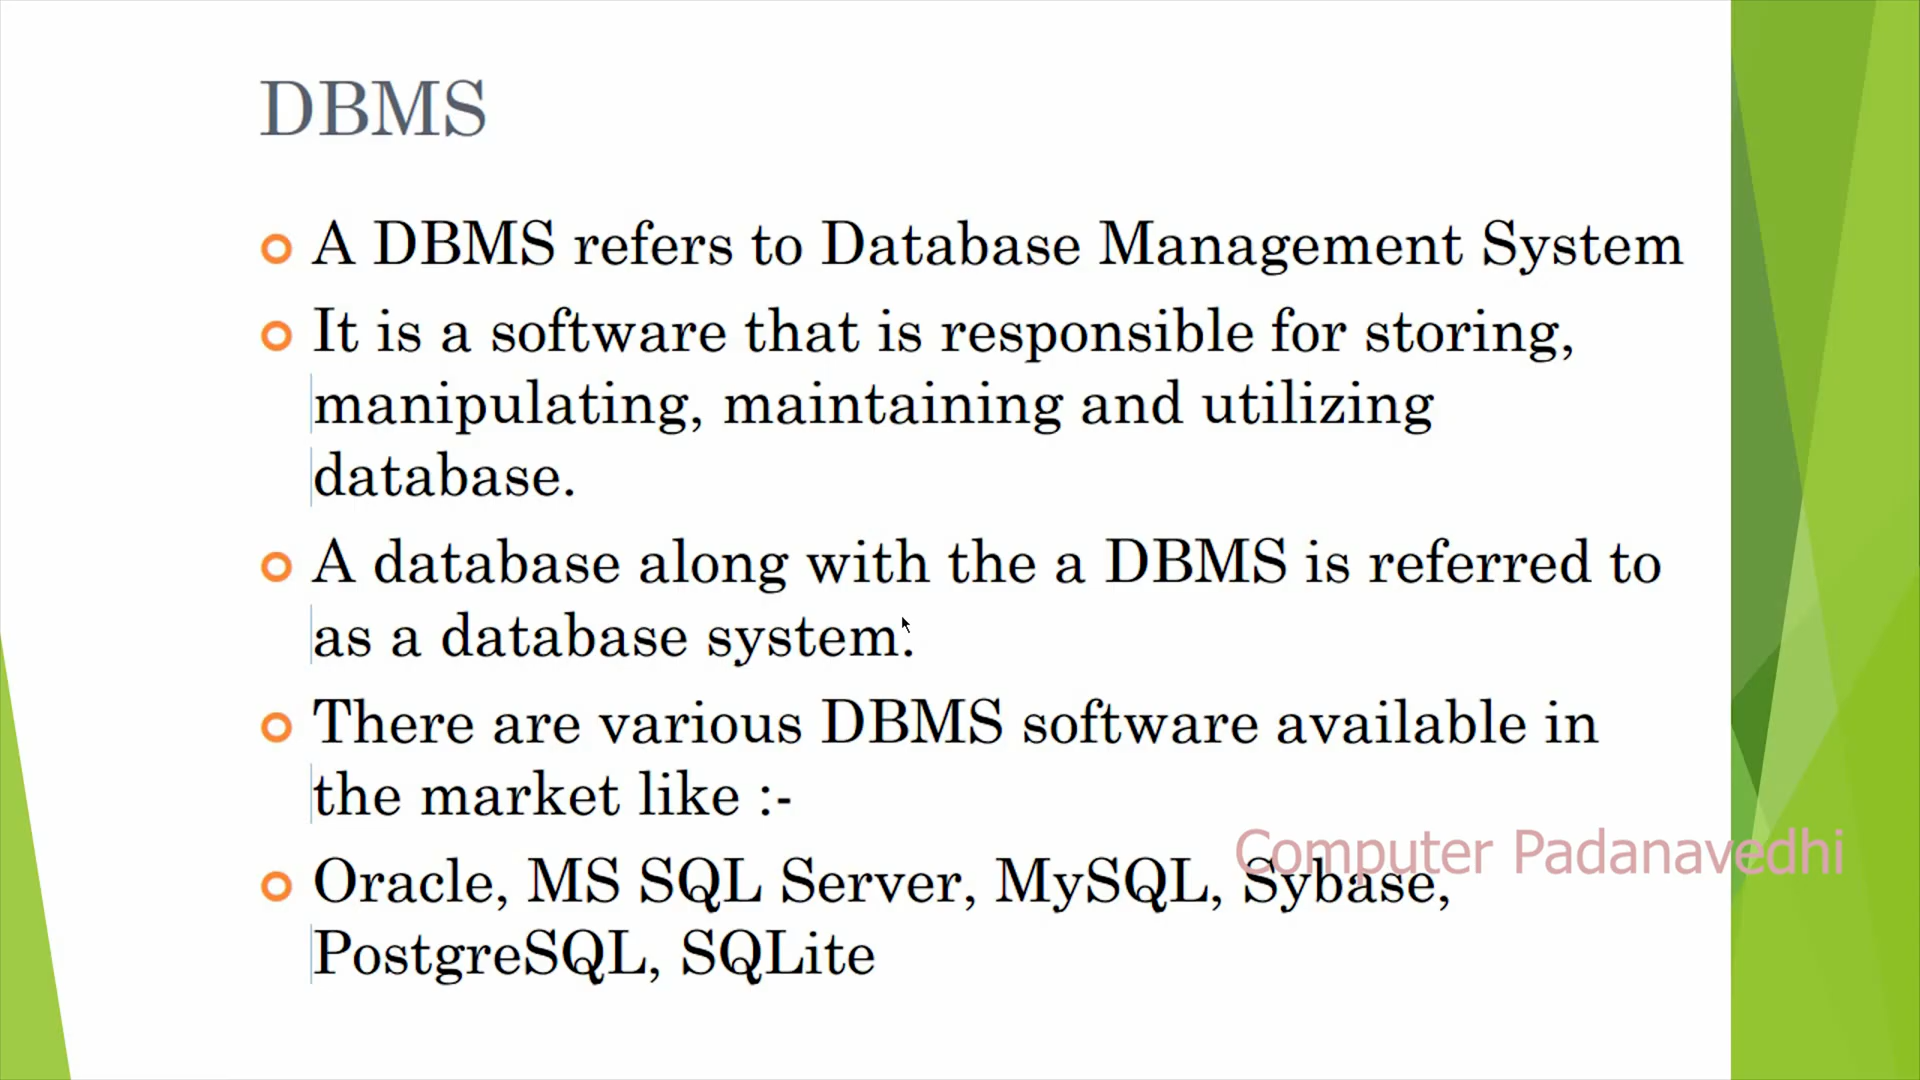 DBMS
A DBMS refers to Database Management System
It is a software that is responsible for storing,
manipulating, maintaining and utilizing
database.
A database along with the a DBMS is referred to
as a database system.
There are various DBMS software available in
the market like :-
Computer Padanavedhi
Oracle, MS SQL Server, MySQL, Sybase,
PostgreSQL, SQLite